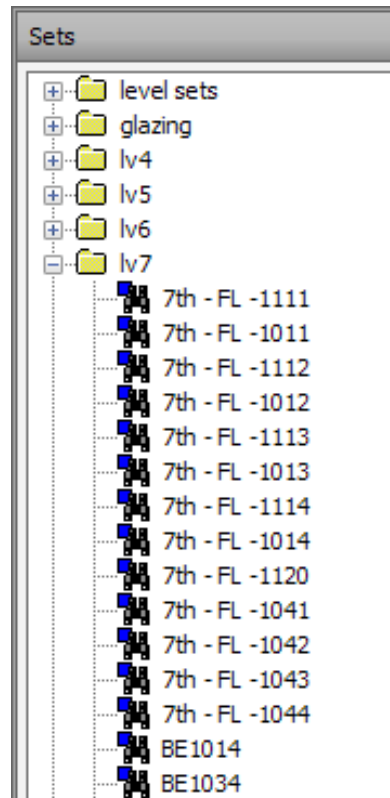 Sets
level sets
glazing
lv4
lv5
lv6
lv7
7th - FL -1111
7th - FL -1011
7th - FL -1112
7th - FL -1012
7th - FL -1113
7th - FL -1013
7th - FL -1114
7th - FL -1014
7th - FL -1120
7th - FL -1041
7th - FL -1042
7th - FL -1043
7th - FL -1044
BE1014
BE1034